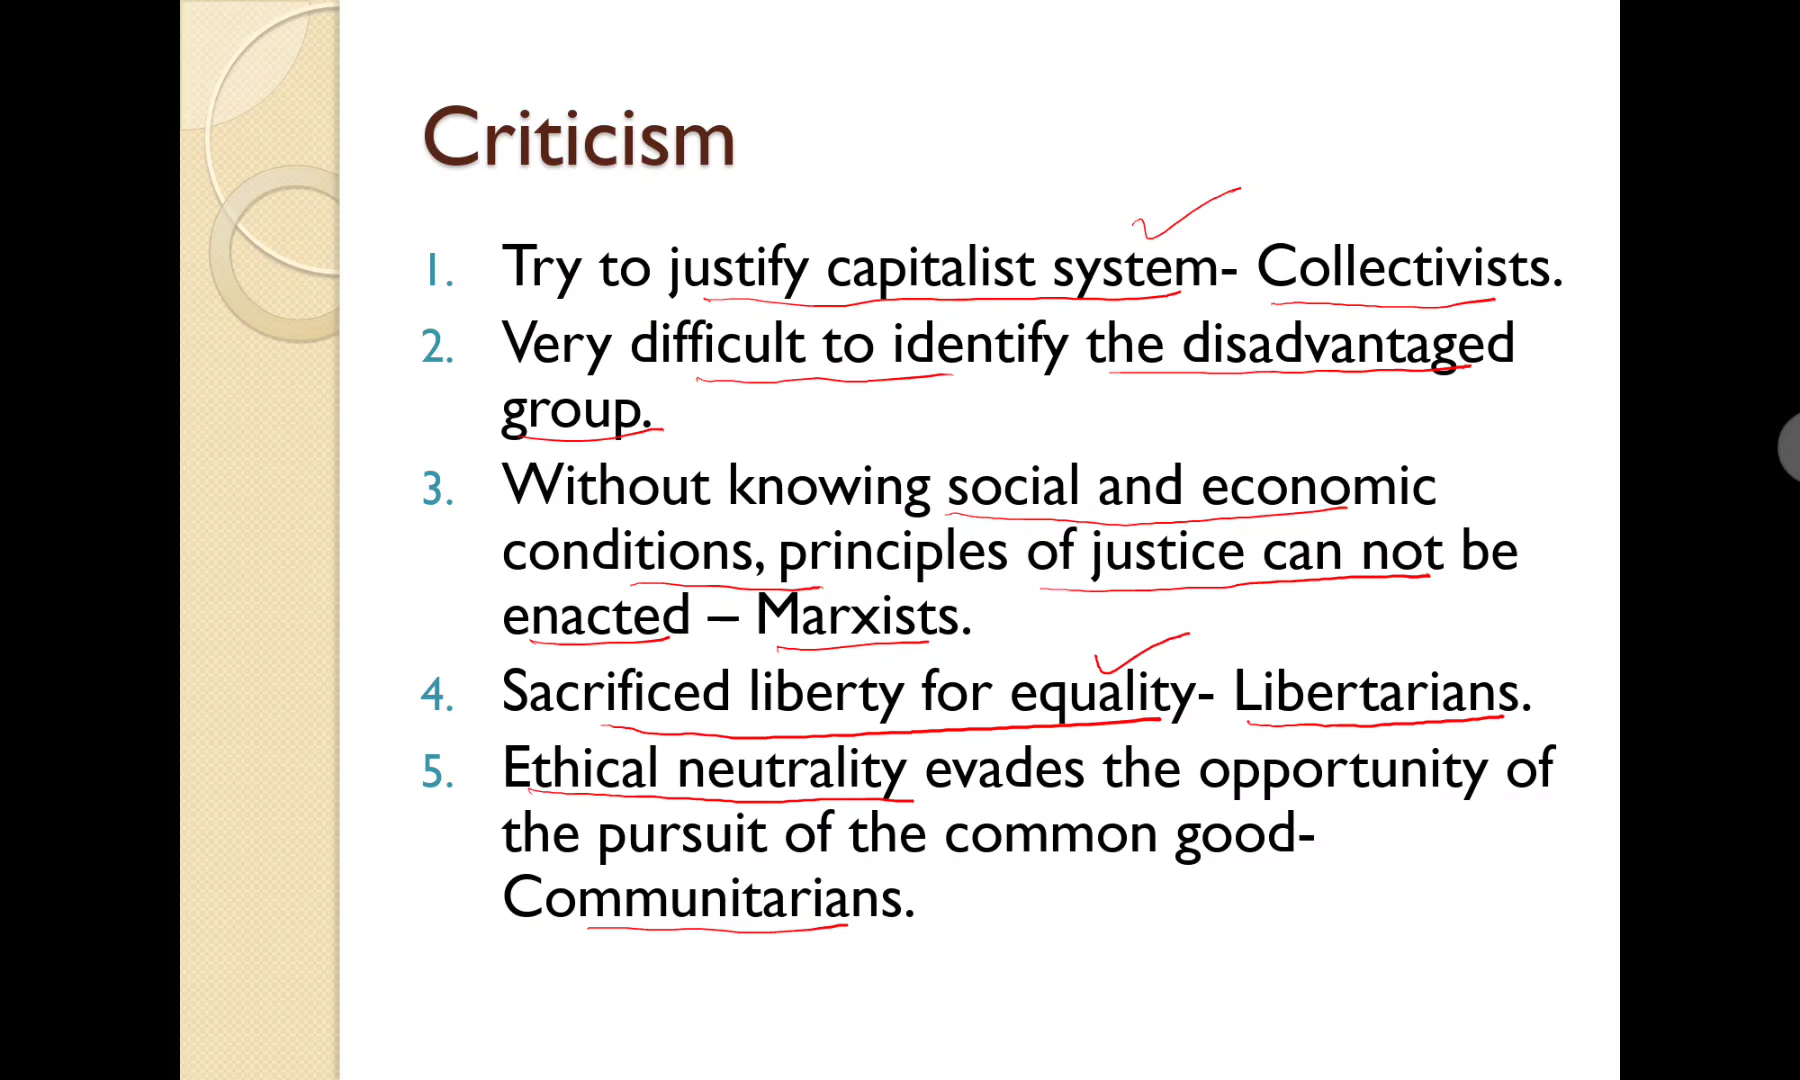 Criticism
1. Try to justify capitalist system- Collectivists.
2. Very difficult to identify the disadvantaged
group.
3. Without knowing social and economic
conditions, principles of justice can not be
enacted – Marxists.
4. Sacrificed liberty for equality- Libertarians.
5. Ethical neutrality evades the opportunity of
the pursuit of the common good-
Communitarians.